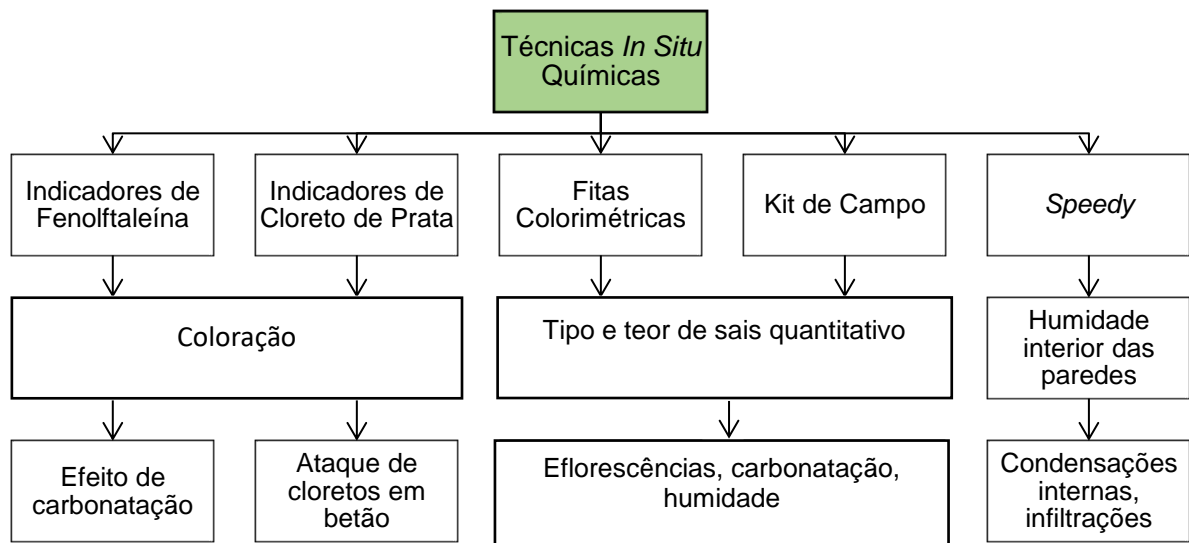 Técnicas In Situ
Químicas
Indicadores de
Fenolftaleína
Indicadores de
Cloreto de Prata
Fitas
Colorimétricas
Kit de Campo
Speedy
Coloração
Tipo e teor de sais quantitativo
Humidade
interior das
paredes
Efeito de
carbonatação
Ataque de
cloretos em
betão
Eflorescências, carbonatação,
humidade
Condensações
internas,
infiltrações